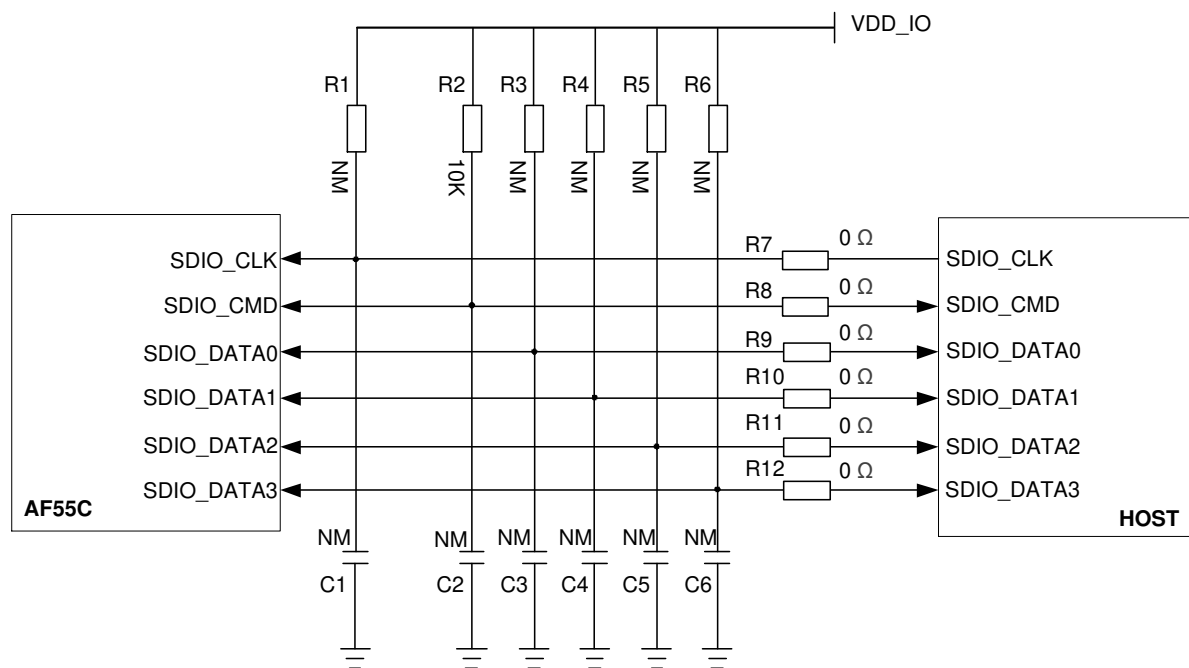 VDD_IO
R1 R2 R3 R4 R5 R6
NM 10K NM NM NM NM
SDIO_CLK R7 0 Ω SDIO_CLK
SDIO_CMD R8 0 Ω SDIO_CMD
SDIO_DATA0 R9 0 Ω SDIO_DATA0
SDIO_DATA1 R10 0 Ω SDIO_DATA1
SDIO_DATA2 R11 0 Ω SDIO_DATA2
SDIO_DATA3 R12 0 Ω SDIO_DATA3
AF55C HOST
NM NM NM NM NM NM
C1 C2 C3 C4 C5 C6